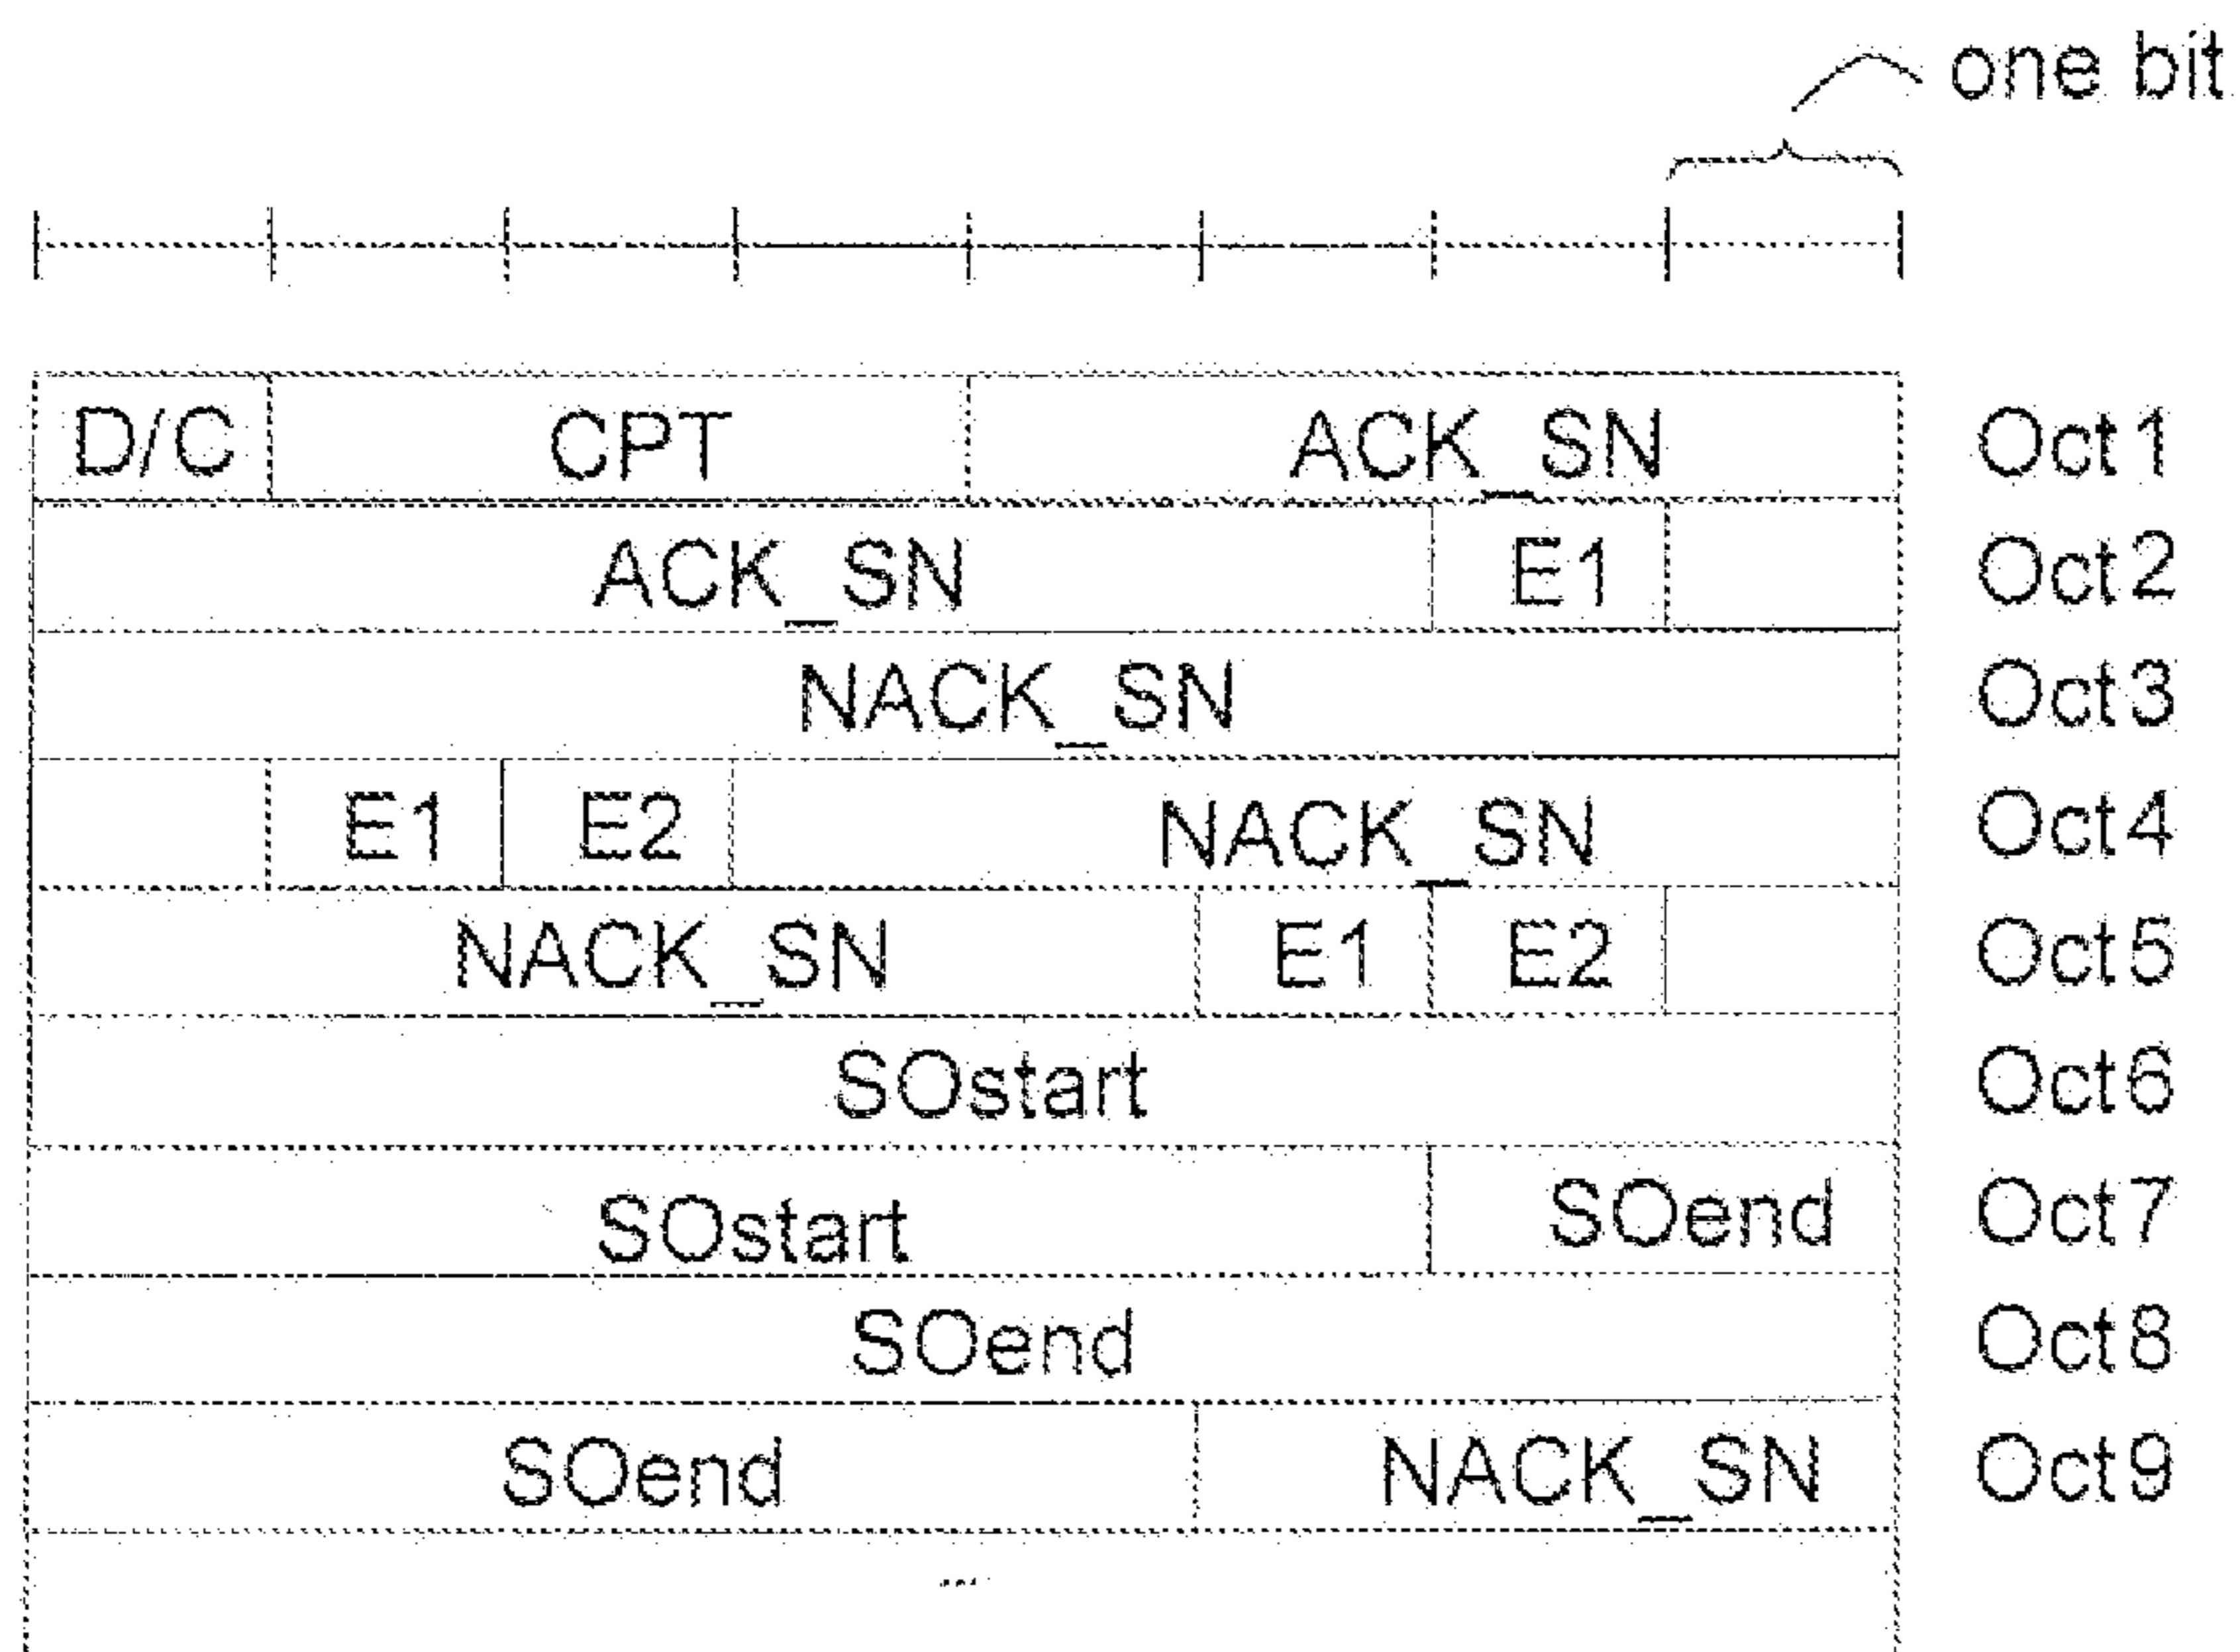 one bit
D/C CPT ACK_SN Oct1
ACK_SN E1 Oct2
NACK_SN Oct3
E1 E2 NACK_SN Oct4
NACK_SN E1 E2 Oct5
SOstart Oct6
SOstart SOend Oct7
SOend Oct8
SOend NACK_SN Oct9
...